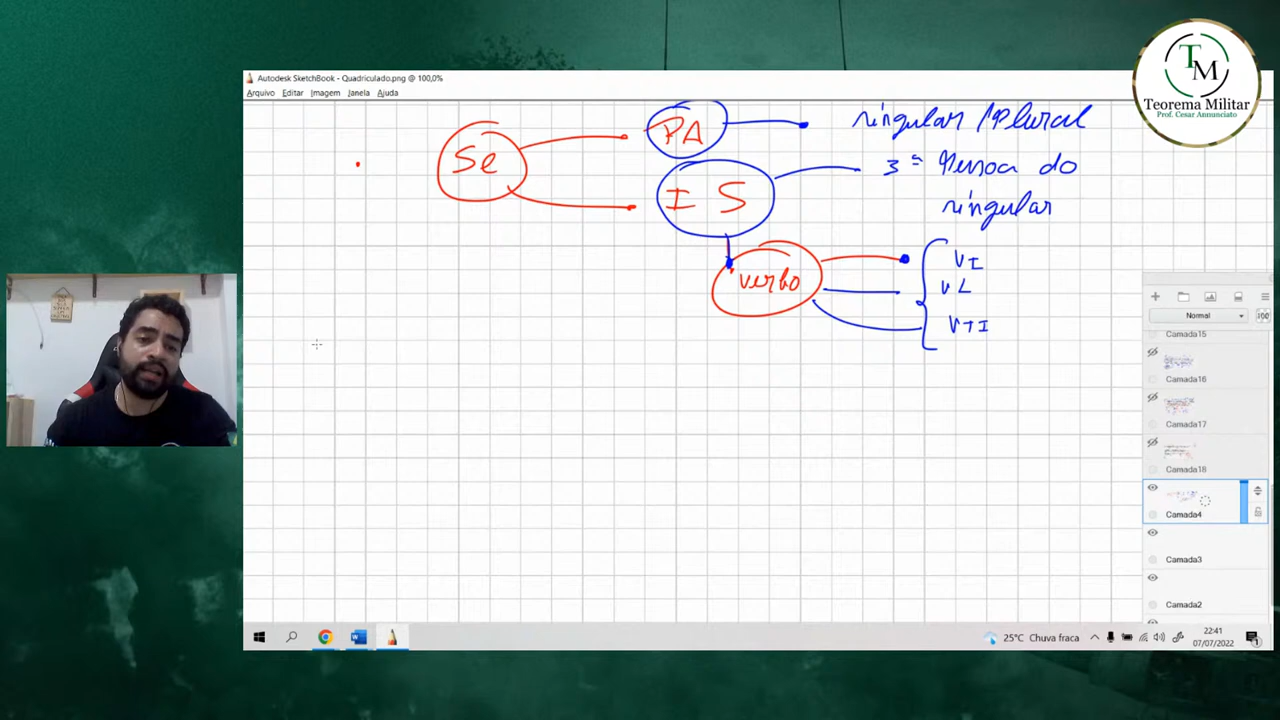 TM
Teorema Militar
Prof. Cesar Annunciato
Autodesk SketchBook - Quadriculado.png @ 100,0%
Arquivo Editar Imagem Janela Ajuda
Se
PA
singular / plural
I S
3ª Pessoa do
singular
verbo
VI
VL
VTI
Normal
100
Camada15
Camada16
Camada17
Camada18
Camada4
Camada3
Camada2
25°C Chuva fraca
22:41
07/07/2022